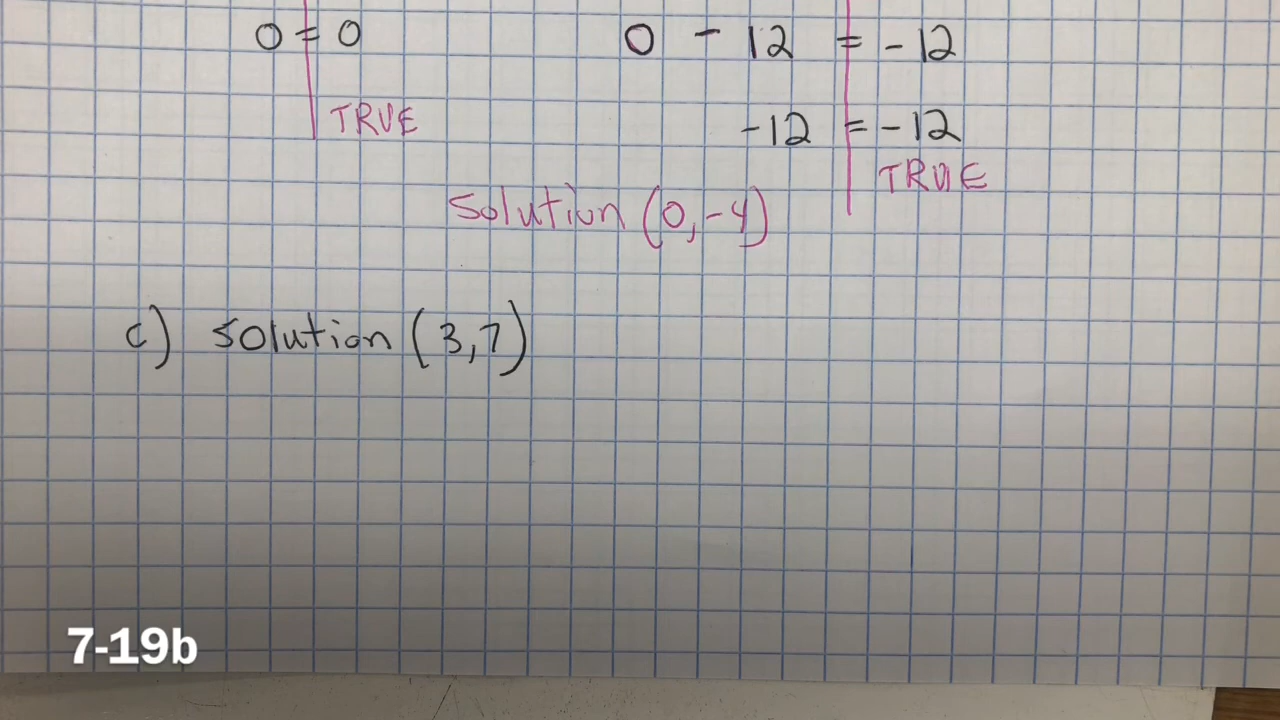 0 = 0
0 - 12 = -12
TRUE
-12 = -12
TRUE
Solution (0,-4)
c) Solution (3,7)
7-19b